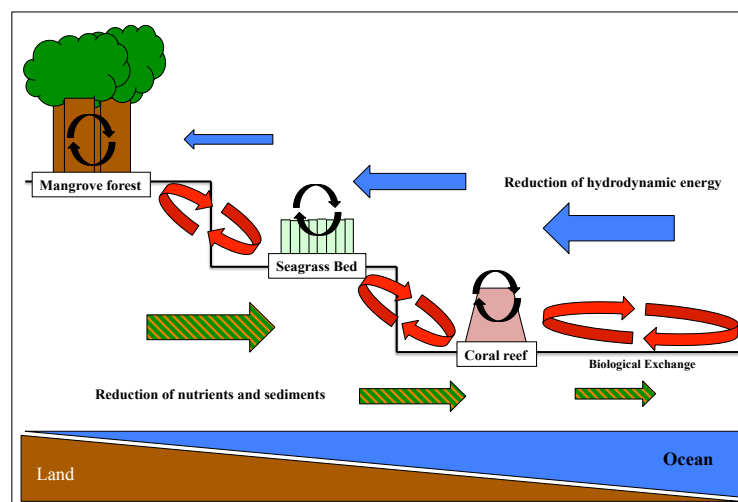 Mangrove forest
Reduction of hydrodynamic energy
Seagrass Bed
Coral reef
Biological Exchange
Reduction of nutrients and sediments
Ocean
Land